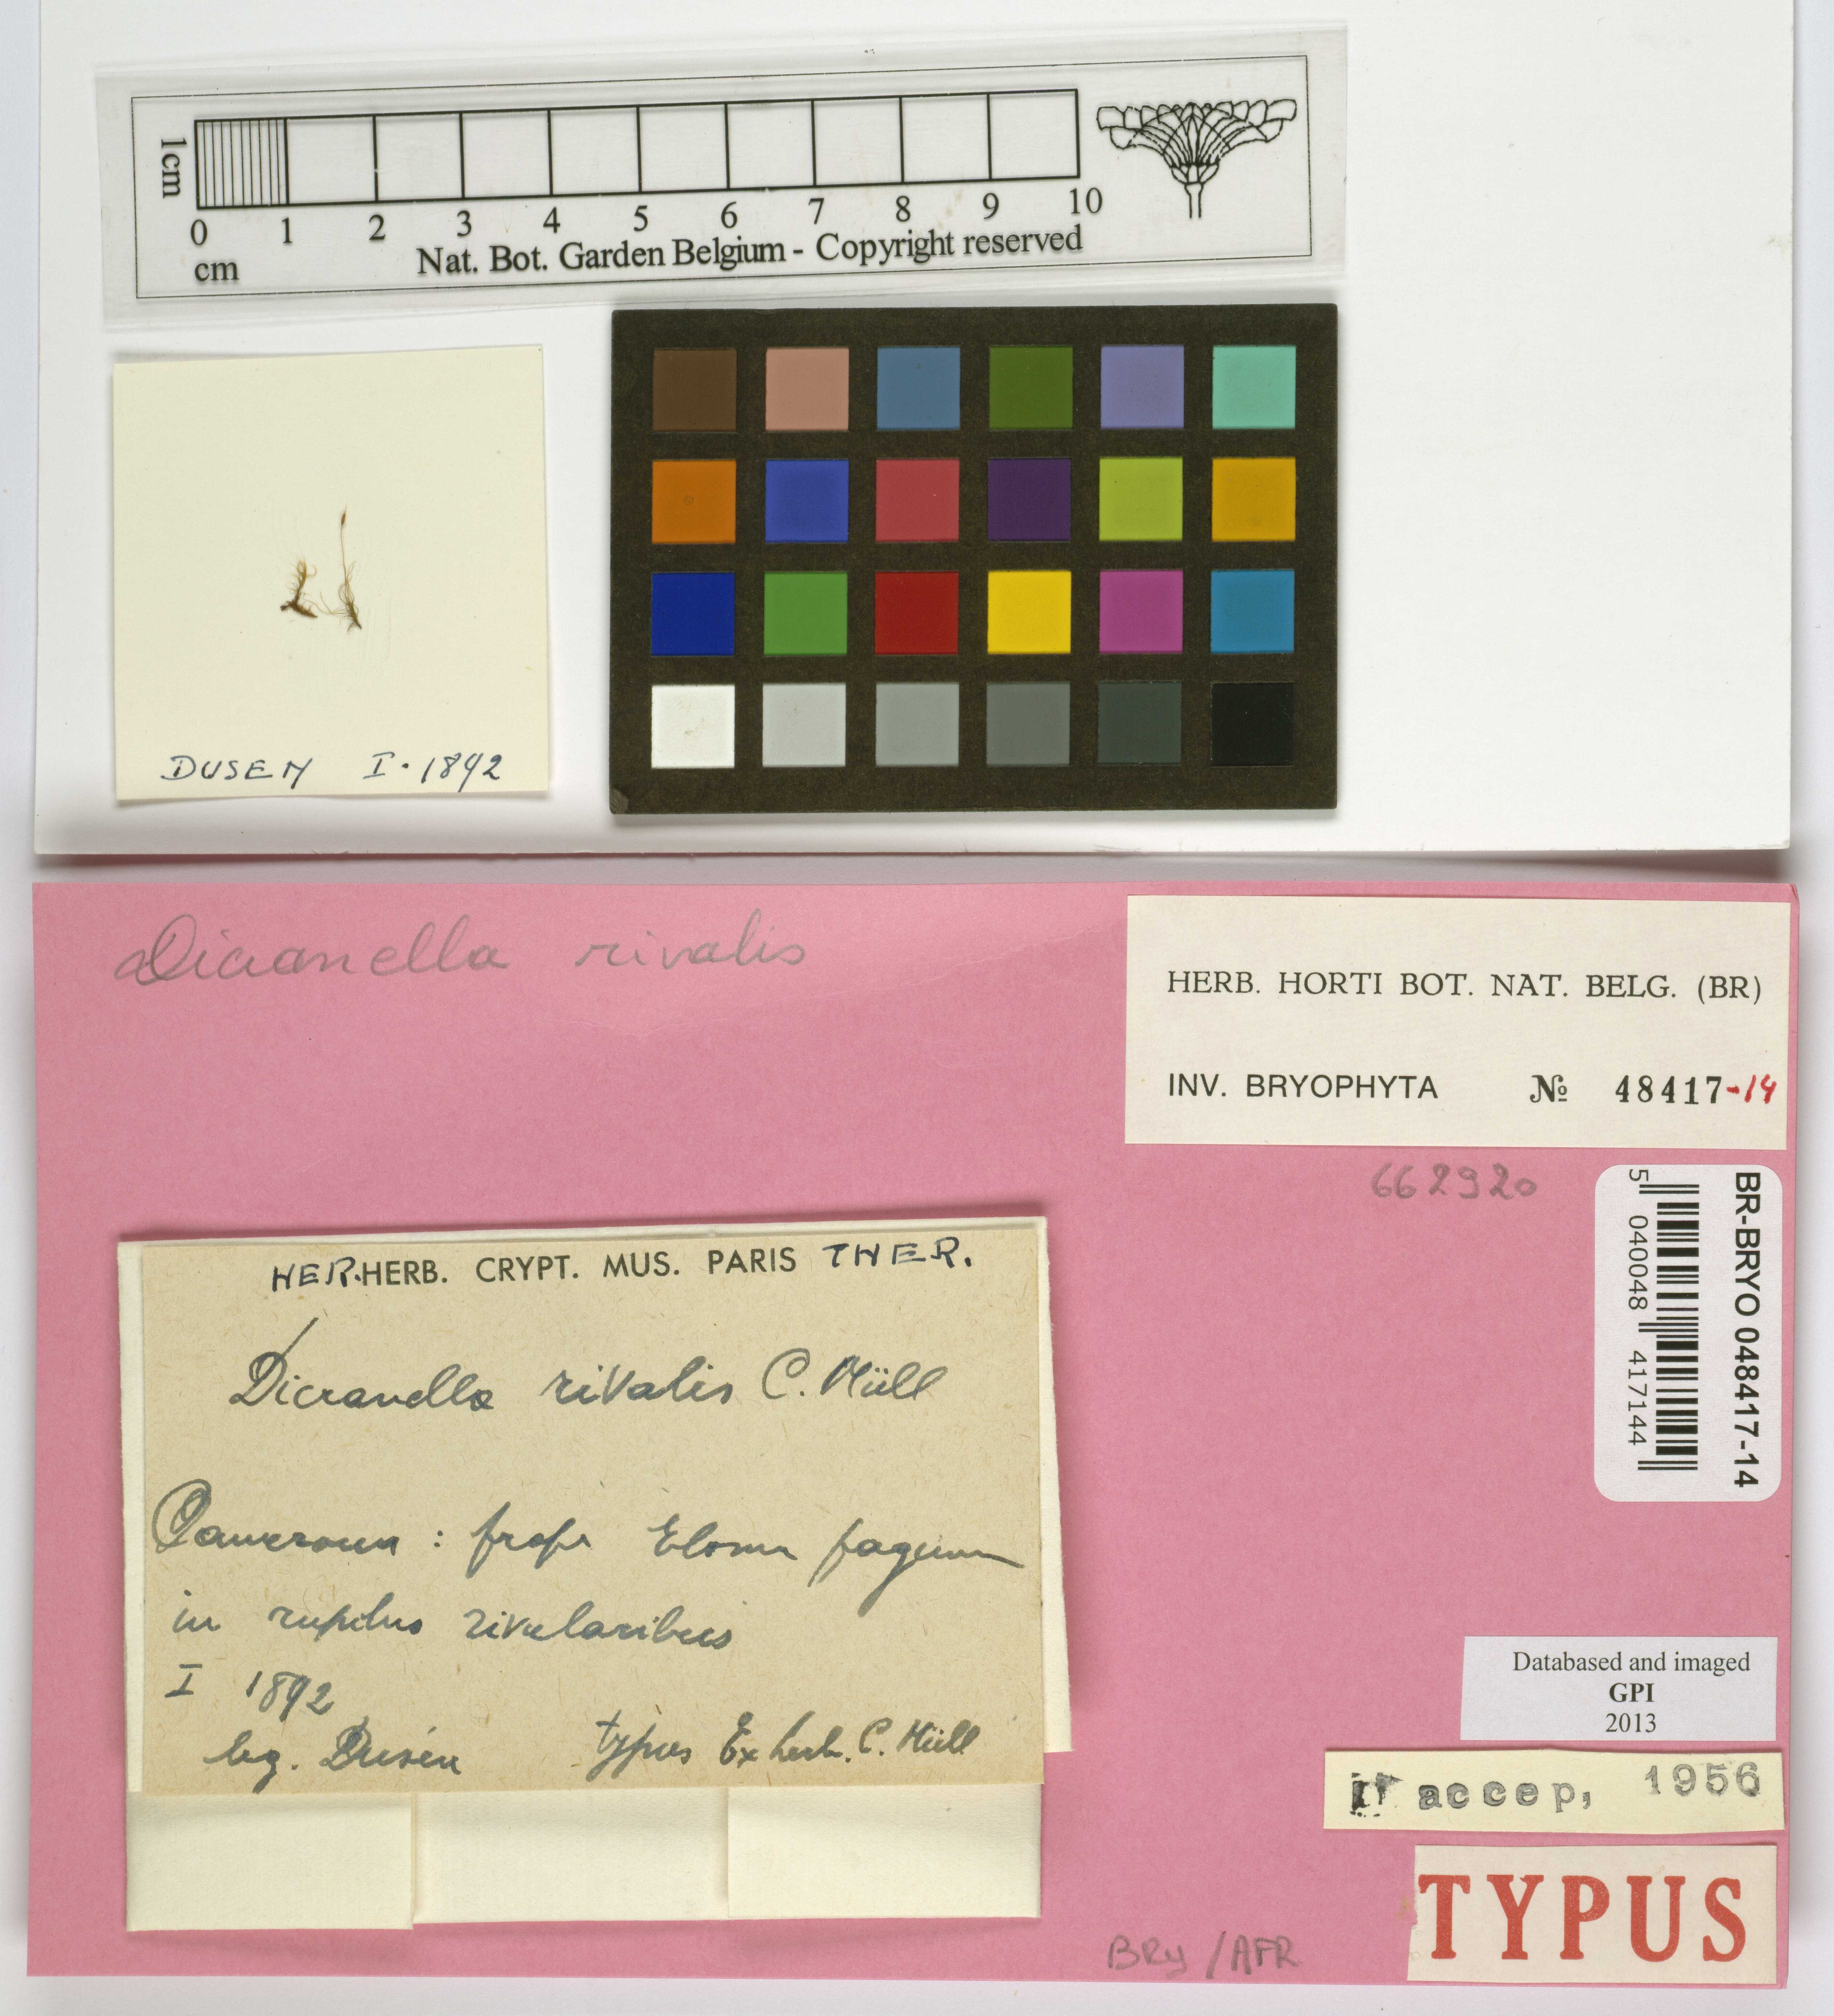 1cm
0 1 2 3 4 5 6 7 8 9 10
cm
Nat. Bot. Garden Belgium - Copyright reserved
DUSEN I.1892
Dicranella rivalis
HERB. HORTI BOT. NAT. BELG. (BR)
INV. BRYOPHYTA № 48417-14
662920
BR-BRYO 048417-14
5 040048 417144
HER.HERB. CRYPT. MUS. PARIS THER.
Dicranella rivalis C. Müll
Cameroun : prope Eloma pagum
in rupibus rivularibus
I 1892
leg. Dusén typus Ex herb. C. Müll
Databased and imaged
GPI
2013
accep, 1956
TYPUS
BRY/AFR